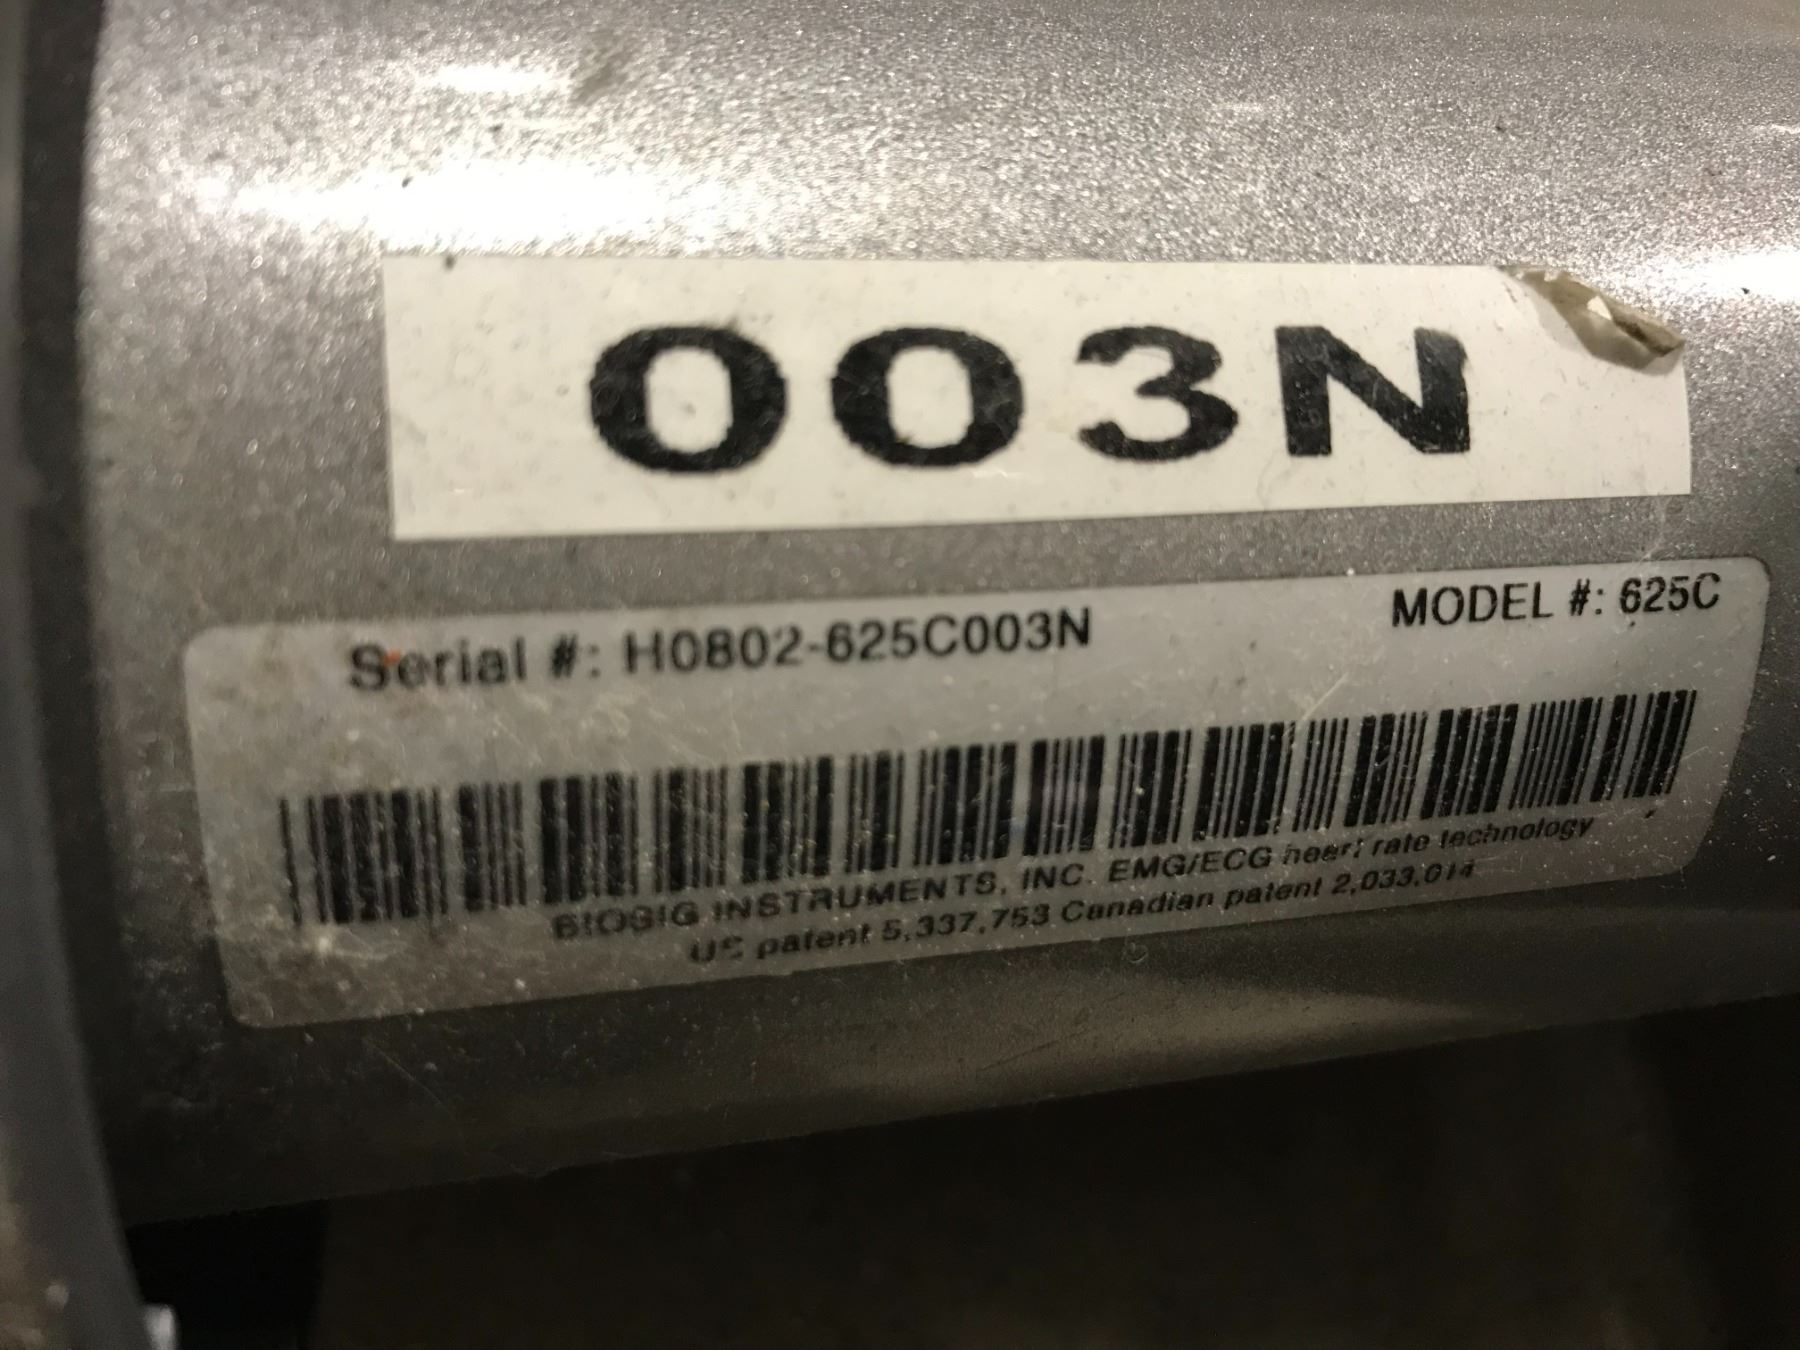 003N
Serial #: H0802-625C003N MODEL #: 625C
BIOSIG INSTRUMENTS, INC. EMG/ECG heart rate technology
US patent 5,337,753 Canadian patent 2,033,014